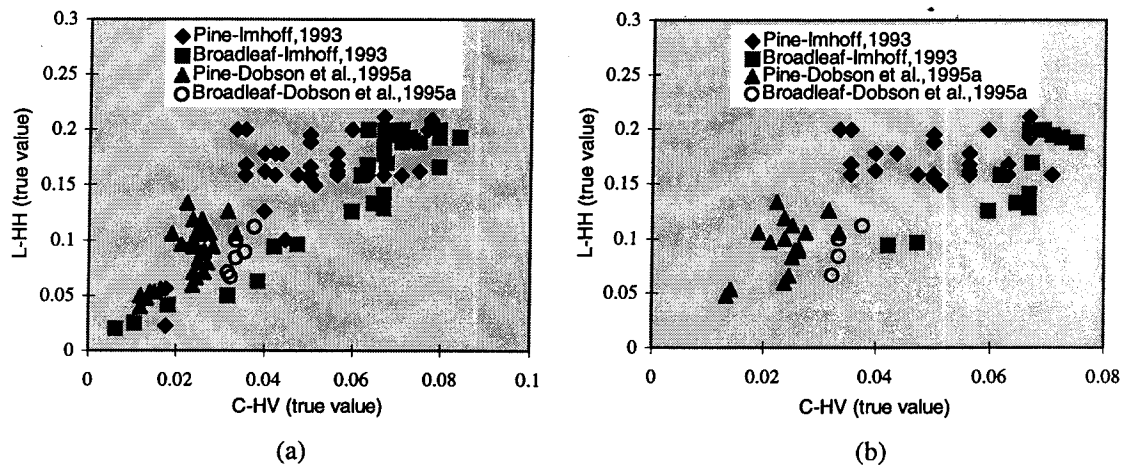 0.3
0.25
0.2
0.15
0.1
0.05
0
L-HH (true value)
Pine-Imhoff,1993
Broadleaf-Imhoff,1993
Pine-Dobson et al.,1995a
Broadleaf-Dobson et al.,1995a
0 0.02 0.04 0.06 0.08 0.1
C-HV (true value)
(a)
0.3
0.25
0.2
0.15
0.1
0.05
0
L-HH (true value)
Pine-Imhoff,1993
Broadleaf-Imhoff,1993
Pine-Dobson et al.,1995a
Broadleaf-Dobson et al.,1995a
0 0.02 0.04 0.06 0.08
C-HV (true value)
(b)